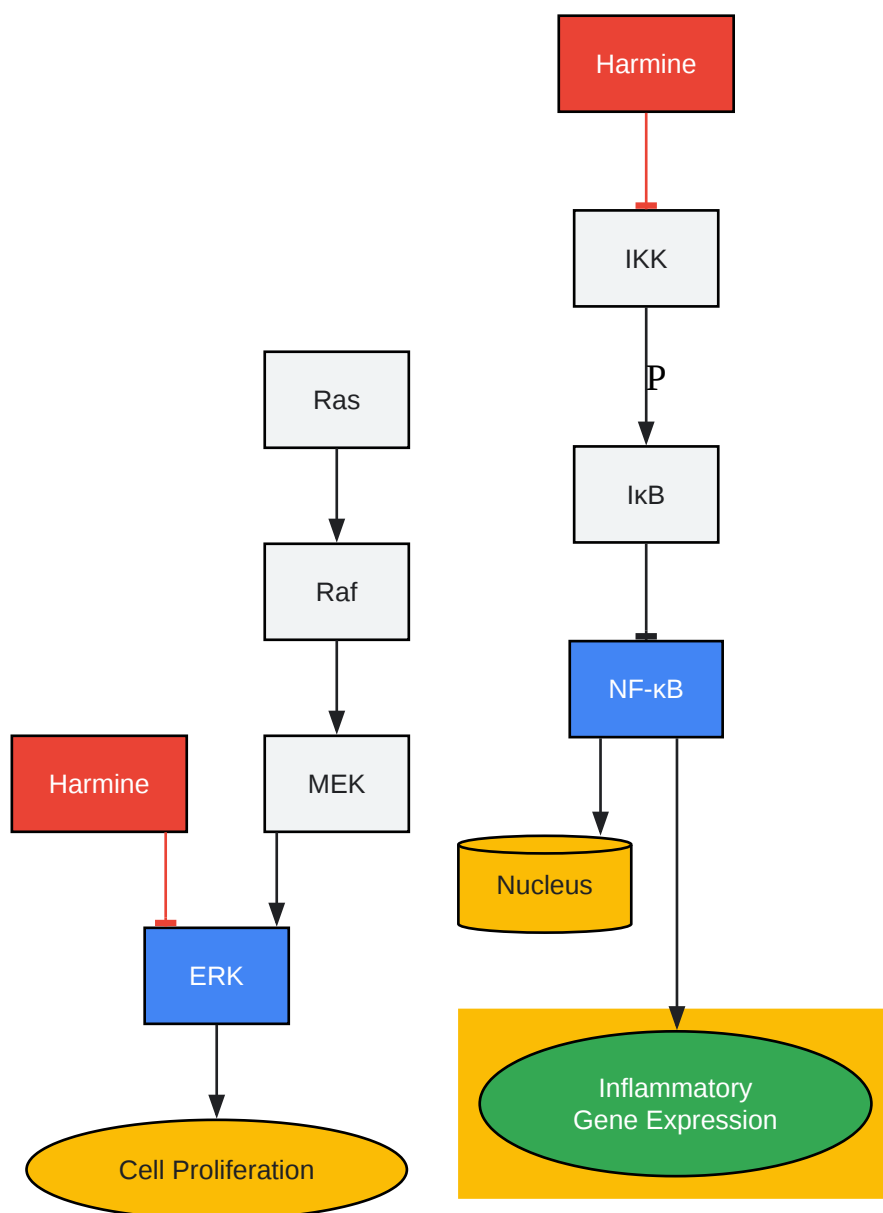 Harmine
IKK
P
IκB
NF-κB
Nucleus
Inflammatory
Gene Expression
Ras
Raf
MEK
Harmine
ERK
Cell Proliferation